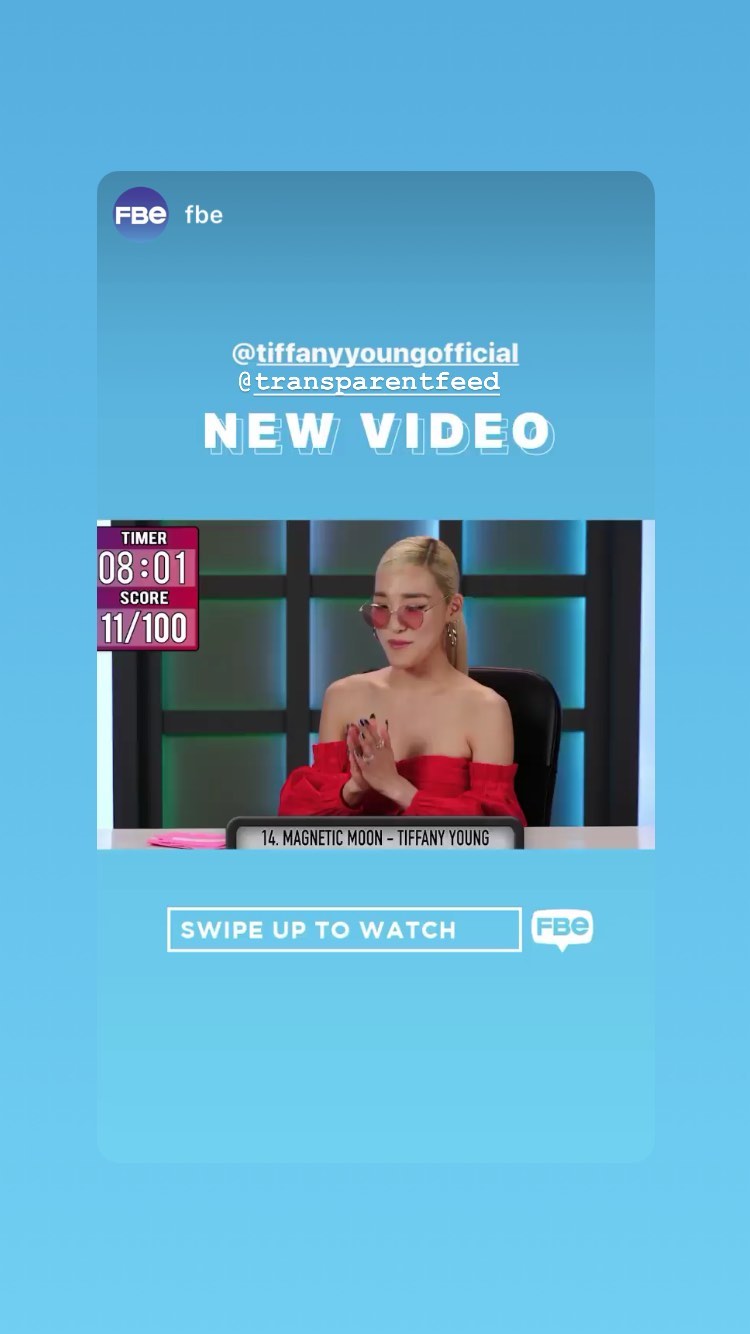 FBE fbe
@tiffanyyoungofficial
@transparentfeed
NEW VIDEO
TIMER
08:01
SCORE
11/100
14. MAGNETIC MOON - TIFFANY YOUNG
SWIPE UP TO WATCH FBE